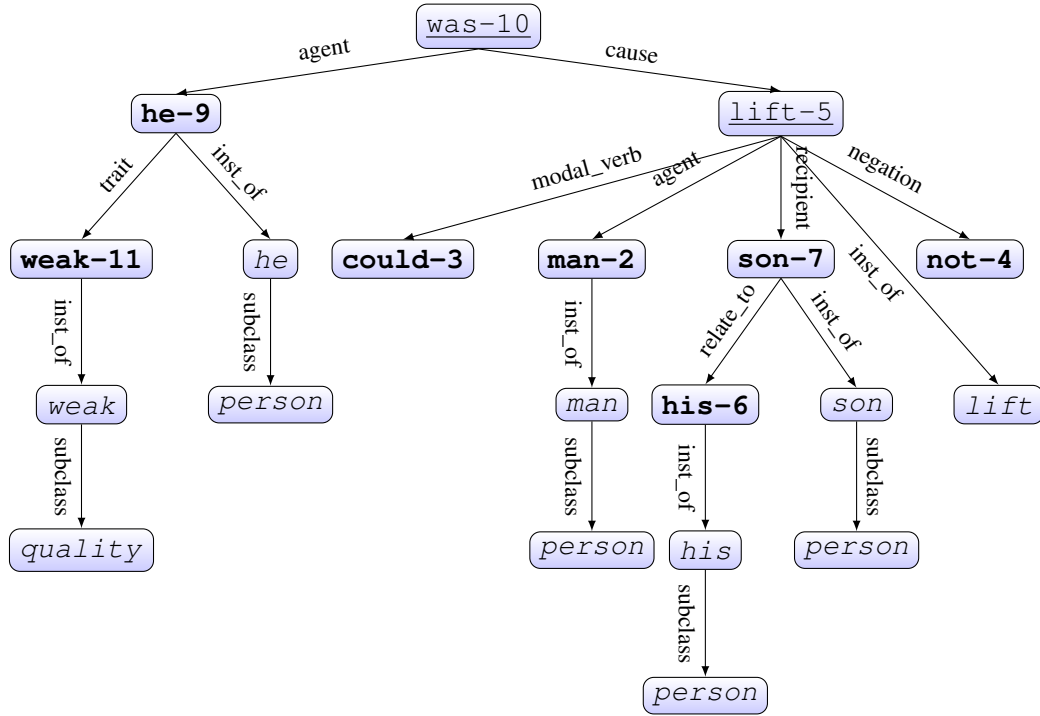 was-10
agent cause
he-9 lift-5
trait inst_of modal_verb agent recipient inst_of negation
weak-11 he could-3 man-2 son-7 not-4
inst_of subclass inst_of relate_to inst_of
weak person man his-6 son lift
subclass subclass inst_of subclass
quality person his person
subclass
person